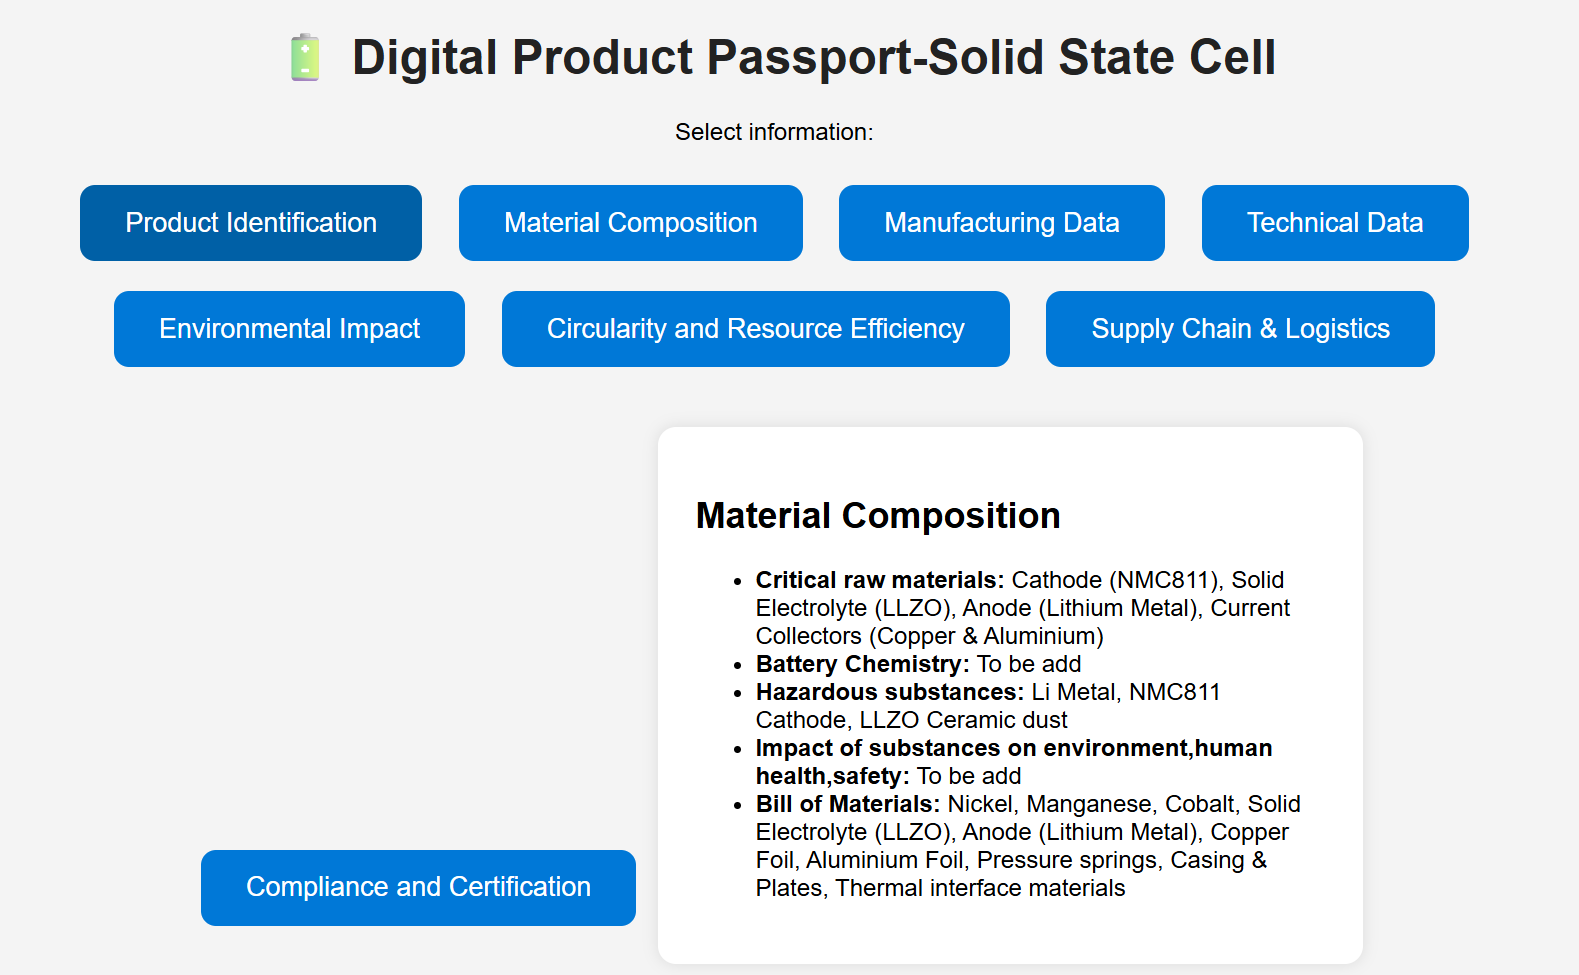 Digital Product Passport-Solid State Cell
Select information:
Product Identification
Material Composition
Manufacturing Data
Technical Data
Environmental Impact
Circularity and Resource Efficiency
Supply Chain & Logistics
Compliance and Certification
Material Composition
Critical raw materials: Cathode (NMC811), Solid
Electrolyte (LLZO), Anode (Lithium Metal), Current
Collectors (Copper & Aluminium)
Battery Chemistry: To be add
Hazardous substances: Li Metal, NMC811
Cathode, LLZO Ceramic dust
Impact of substances on environment,human
health,safety: To be add
Bill of Materials: Nickel, Manganese, Cobalt, Solid
Electrolyte (LLZO), Anode (Lithium Metal), Copper
Foil, Aluminium Foil, Pressure springs, Casing &
Plates, Thermal interface materials